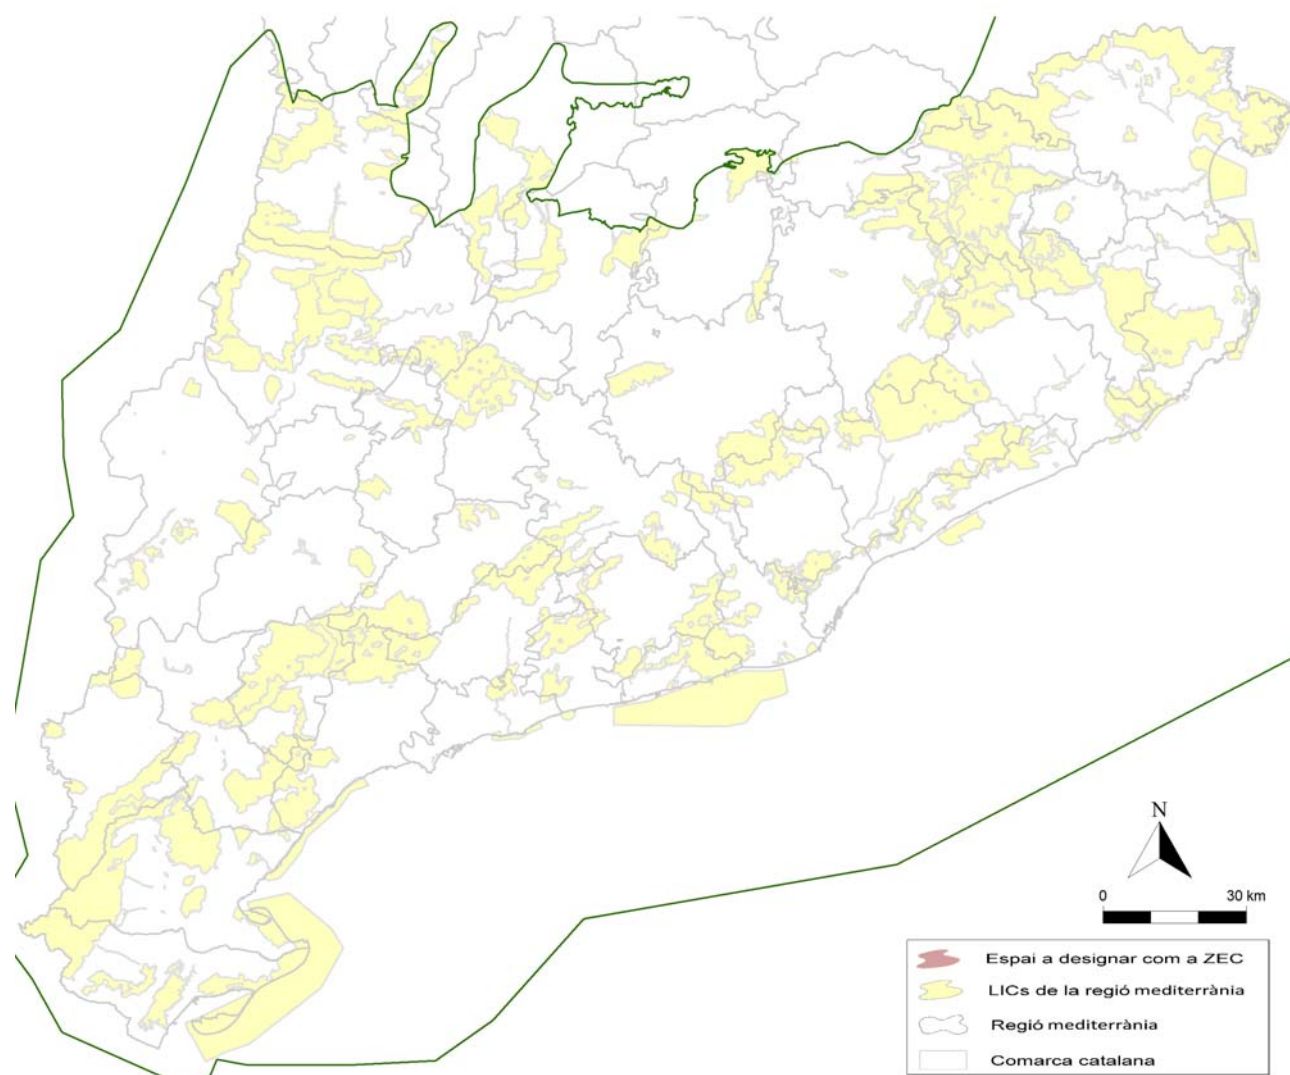 N
0 30 km
Espai a designar com a ZEC
LICs de la regió mediterrània
Regió mediterrània
Comarca catalana